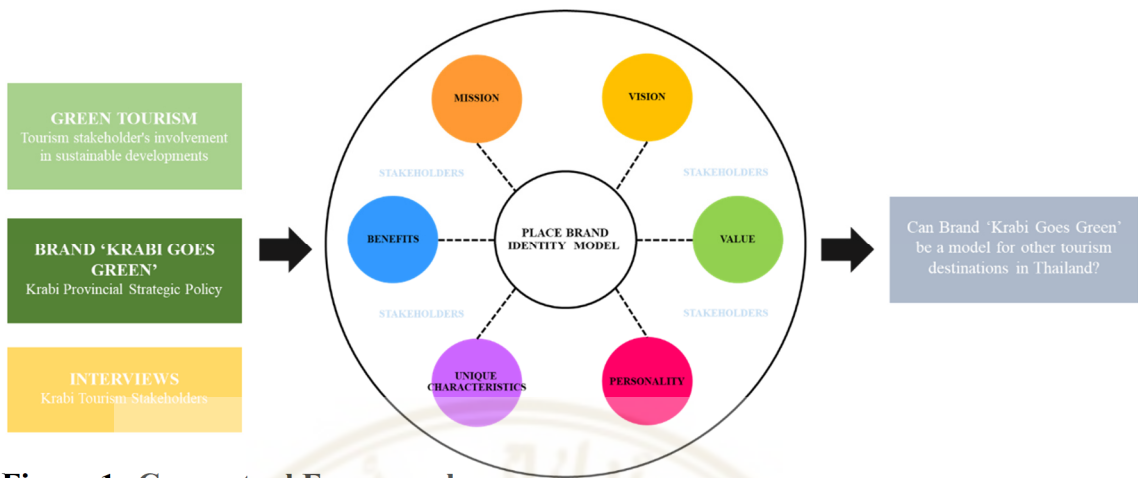 GREEN TOURISM
Tourism stakeholder's involvement
in sustainable developments
BRAND ‘KRABI GOES
GREEN’
Krabi Provincial Strategic Policy
INTERVIEWS
Krabi Tourism Stakeholders
MISSION
VISION
STAKEHOLDERS
STAKEHOLDERS
BENEFITS
PLACE BRAND
IDENTITY MODEL
VALUE
STAKEHOLDERS
STAKEHOLDERS
UNIQUE
CHARACTERISTICS
PERSONALITY
Can Brand ‘Krabi Goes Green’
be a model for other tourism
destinations in Thailand?